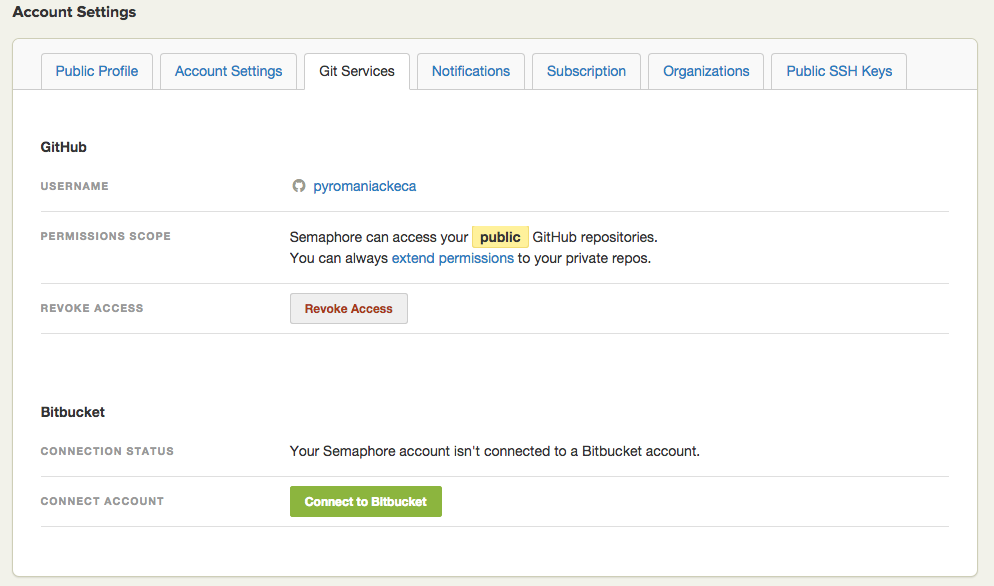 Account Settings
Public Profile
Account Settings
Git Services
Notifications
Subscription
Organizations
Public SSH Keys
GitHub
USERNAME
pyromaniackeca
PERMISSIONS SCOPE
Semaphore can access your public GitHub repositories.
You can always extend permissions to your private repos.
REVOKE ACCESS
Revoke Access
Bitbucket
CONNECTION STATUS
Your Semaphore account isn't connected to a Bitbucket account.
CONNECT ACCOUNT
Connect to Bitbucket